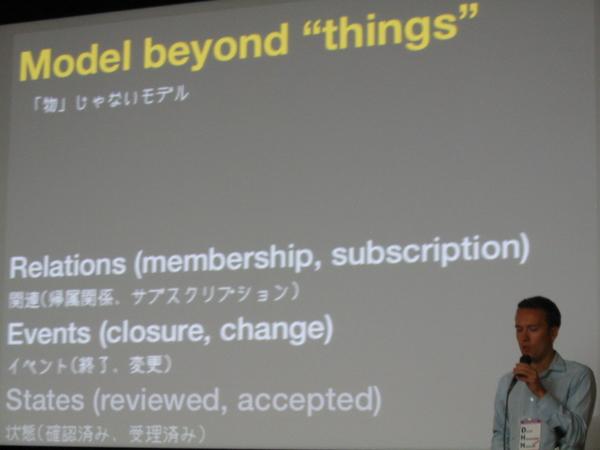 Model beyond “things”
「物」じゃないモデル
Relations (membership, subscription)
関連(帰属関係、サブスクリプション)
Events (closure, change)
イベント(終了、変更)
States (reviewed, accepted)
状態(確認済み、受理済み)
D
H
H